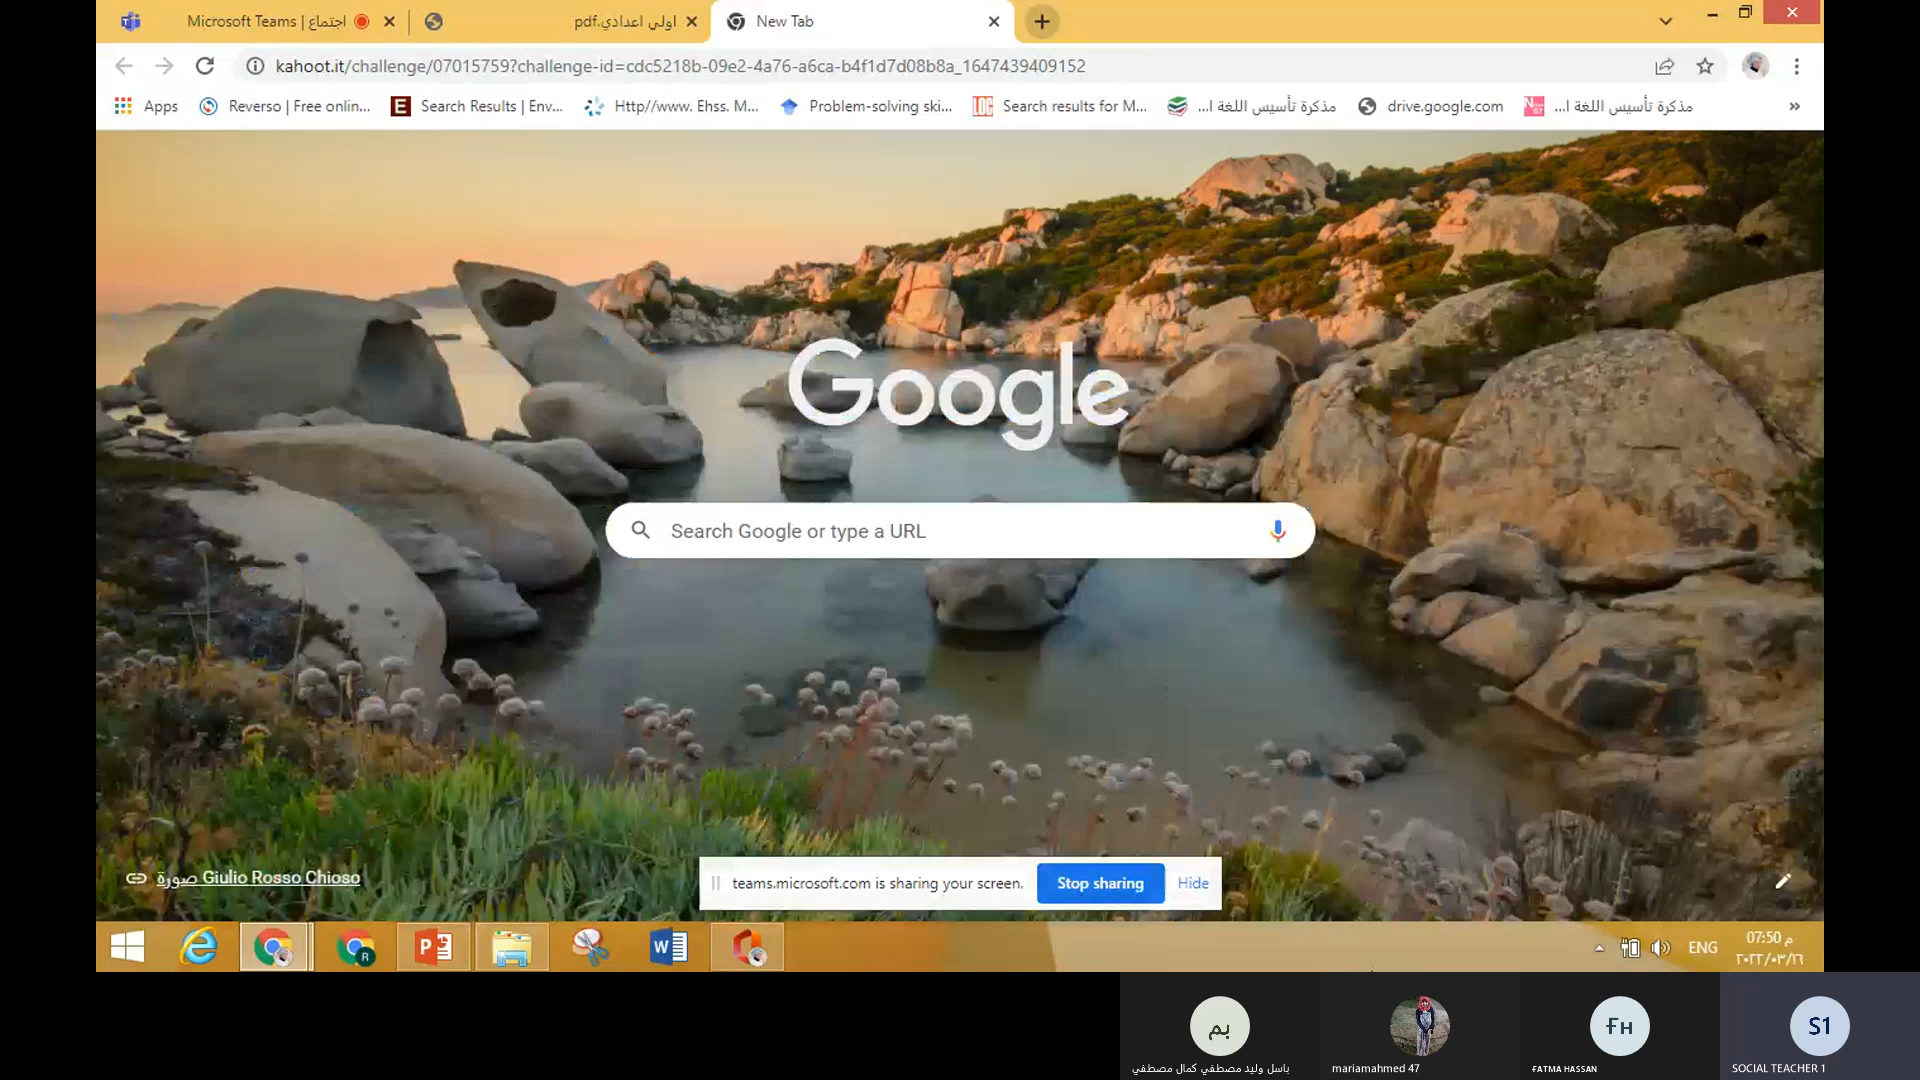 Microsoft Teams | اجتماع
اولي اعدادي.pdf
New Tab
kahoot.it/challenge/07015759?challenge-id=cdc5218b-09e2-4a76-a6ca-b4f1d7d08b8a_1647439409152
Apps
Reverso | Free onlin...
E
Search Results | Env...
Http//www. Ehss. M...
Problem-solving ski...
LOC
Search results for M...
مذكرة تأسيس اللغة ا...
drive.google.com
مذكرة تأسيس اللغة ا...
»
Google
Search Google or type a URL
صورة Giulio Rosso Chioso
teams.microsoft.com is sharing your screen.
Stop sharing
Hide
R
P
W
ENG
07:50 م
٢٠٢٢/٠٣/١٦
بم
FH
S1
باسل وليد مصطفي كمال مصطفي
mariamahmed 47
FATMA HASSAN
SOCIAL TEACHER 1